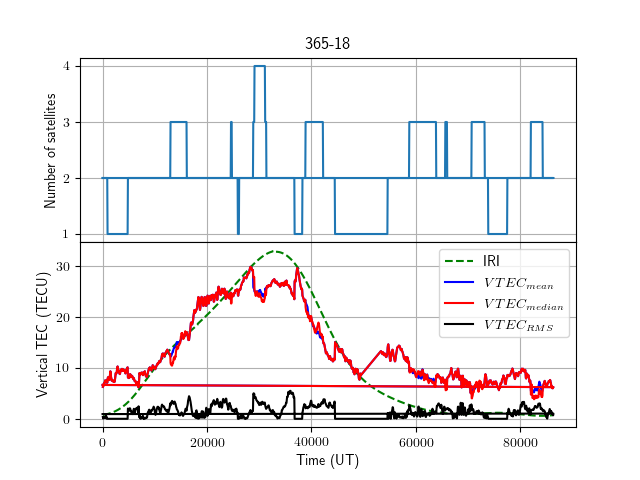 365-18
Number of satellites
4
3
2
1
Vertical TEC (TECU)
30
20
10
0
IRI
VTEC_mean
VTEC_median
VTEC_RMS
0 20000 40000 60000 80000
Time (UT)